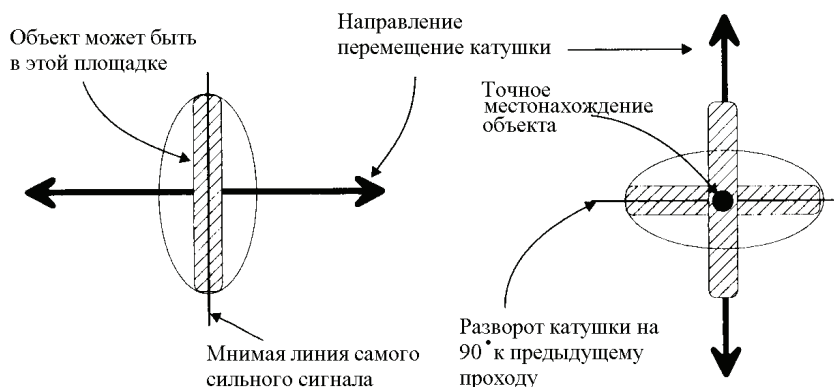 Объект может быть
в этой площадке
Направление
перемещение катушки
Точное
местонахождение
объекта
Мнимая линия самого
сильного сигнала
Разворот катушки на
90° к предыдущему
проходу